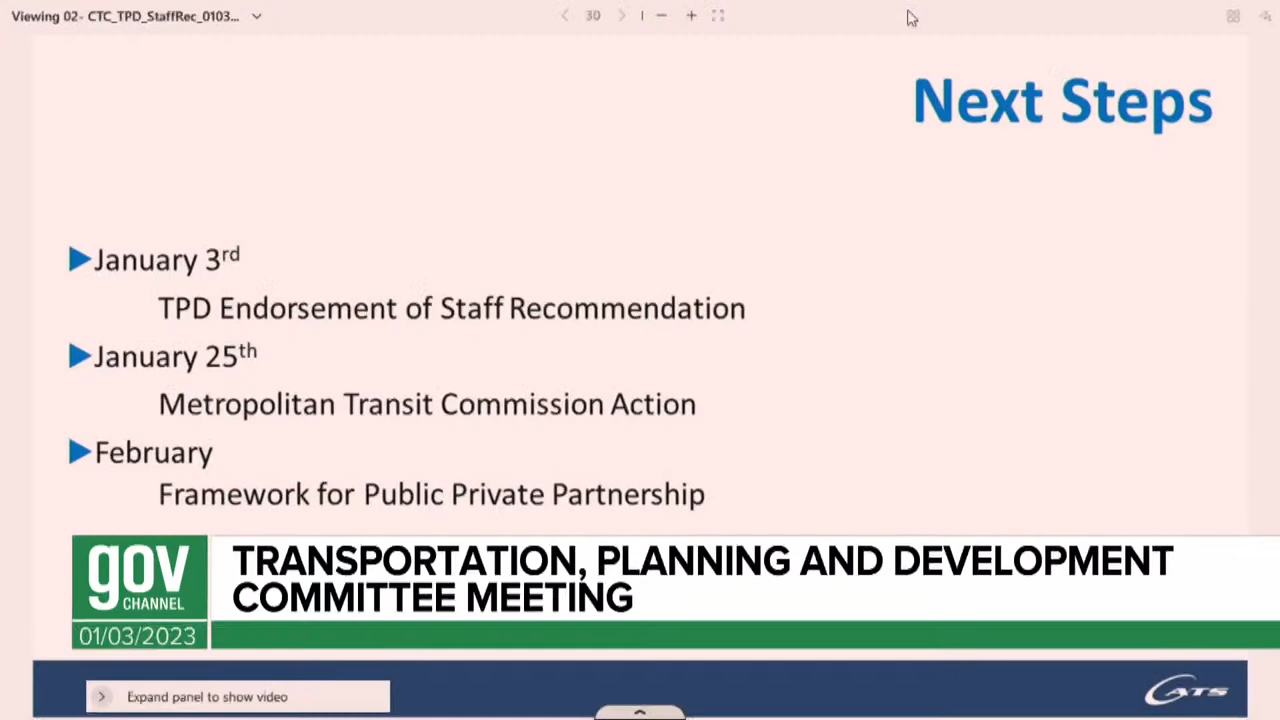 Viewing 02- CTC_TPD_StaffRec_0103...
30
Next Steps
January 3rd
TPD Endorsement of Staff Recommendation
January 25th
Metropolitan Transit Commission Action
February
Framework for Public Private Partnership
gov
CHANNEL
01/03/2023
TRANSPORTATION, PLANNING AND DEVELOPMENT
COMMITTEE MEETING
Expand panel to show video
CATS